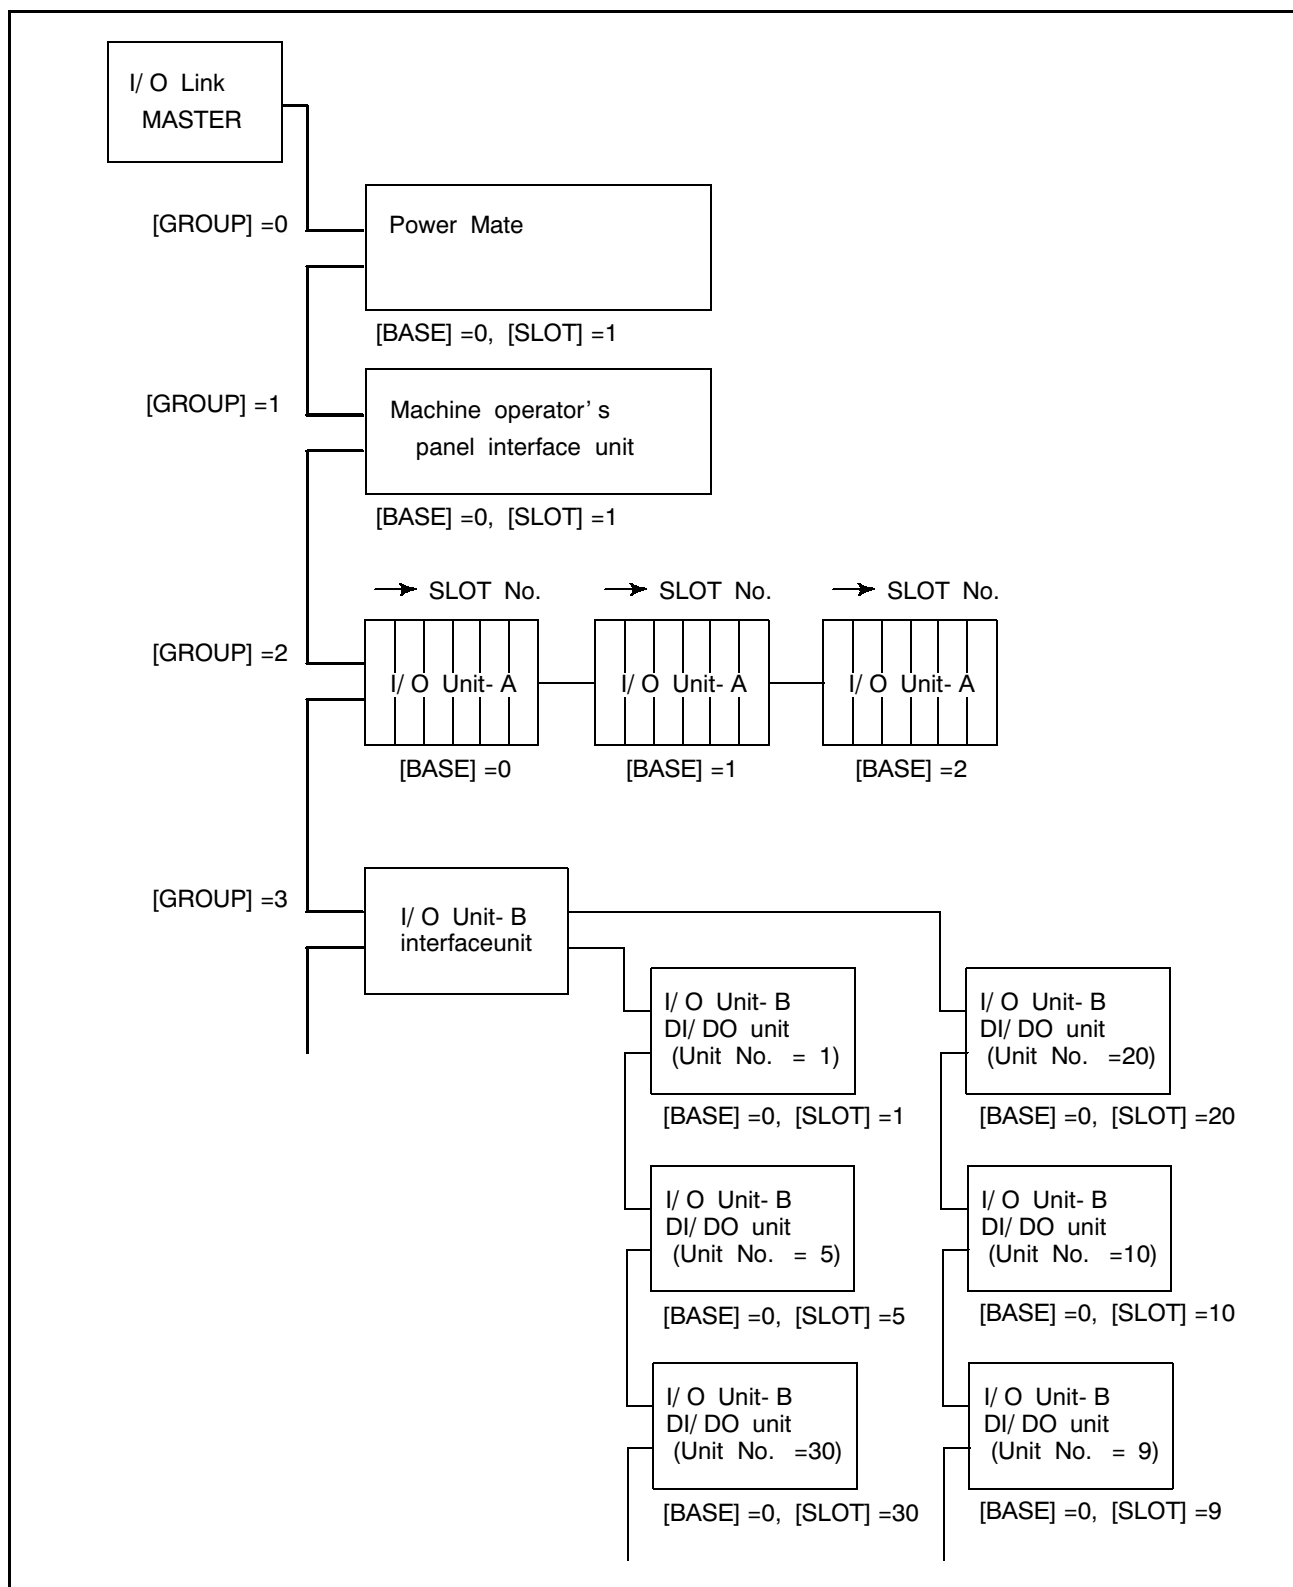 I/ O Link
MASTER
[GROUP] =0
Power Mate
[BASE] =0, [SLOT] =1
[GROUP] =1
Machine operator's
panel interface unit
[BASE] =0, [SLOT] =1
SLOT No.
SLOT No.
SLOT No.
[GROUP] =2
I/ O Unit- A
I/ O Unit- A
I/ O Unit- A
[BASE] =0
[BASE] =1
[BASE] =2
[GROUP] =3
I/ O Unit- B
interfaceunit
I/ O Unit- B
DI/ DO unit
(Unit No. = 1)
[BASE] =0, [SLOT] =1
I/ O Unit- B
DI/ DO unit
(Unit No. =20)
[BASE] =0, [SLOT] =20
I/ O Unit- B
DI/ DO unit
(Unit No. = 5)
[BASE] =0, [SLOT] =5
I/ O Unit- B
DI/ DO unit
(Unit No. =10)
[BASE] =0, [SLOT] =10
I/ O Unit- B
DI/ DO unit
(Unit No. =30)
[BASE] =0, [SLOT] =30
I/ O Unit- B
DI/ DO unit
(Unit No. = 9)
[BASE] =0, [SLOT] =9